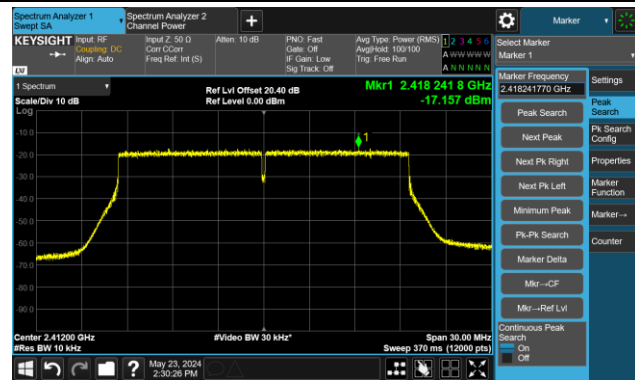 Spectrum Analyzer 1
Swept SA
Spectrum Analyzer 2
Channel Power
Marker
KEYSIGHT
Input: RF
Coupling: DC
Align: Auto
Input Z: 50 Ω
Corr CCorr
Freq Ref: Int (S)
Atten: 10 dB
PNO: Fast
Gate: Off
IF Gain: Low
Sig Track: Off
Avg Type: Power (RMS)
Avg|Hold: 100/100
Trig: Free Run
1 2 3 4 5 6
A W W W W W
A N N N N N
Select Marker
Marker 1
LXI
1 Spectrum
Scale/Div 10 dB
Log
Ref Lvl Offset 20.40 dB
Ref Level 0.00 dBm
Mkr1 2.418 241 8 GHz
-17.157 dBm
-10.0
-20.0
-30.0
-40.0
-50.0
-60.0
-70.0
-80.0
-90.0
1
Center 2.41200 GHz
#Res BW 10 kHz
#Video BW 30 kHz*
Span 30.00 MHz
Sweep 370 ms (12000 pts)
Marker Frequency
2.418241770 GHz
Peak Search
Next Peak
Next Pk Right
Next Pk Left
Minimum Peak
Pk-Pk Search
Marker Delta
Mkr→CF
Mkr→Ref Lvl
Continuous Peak
Search
On
Off
Settings
Peak
Search
Pk Search
Config
Properties
Marker
Function
Marker→
Counter
May 23, 2024
2:30:26 PM